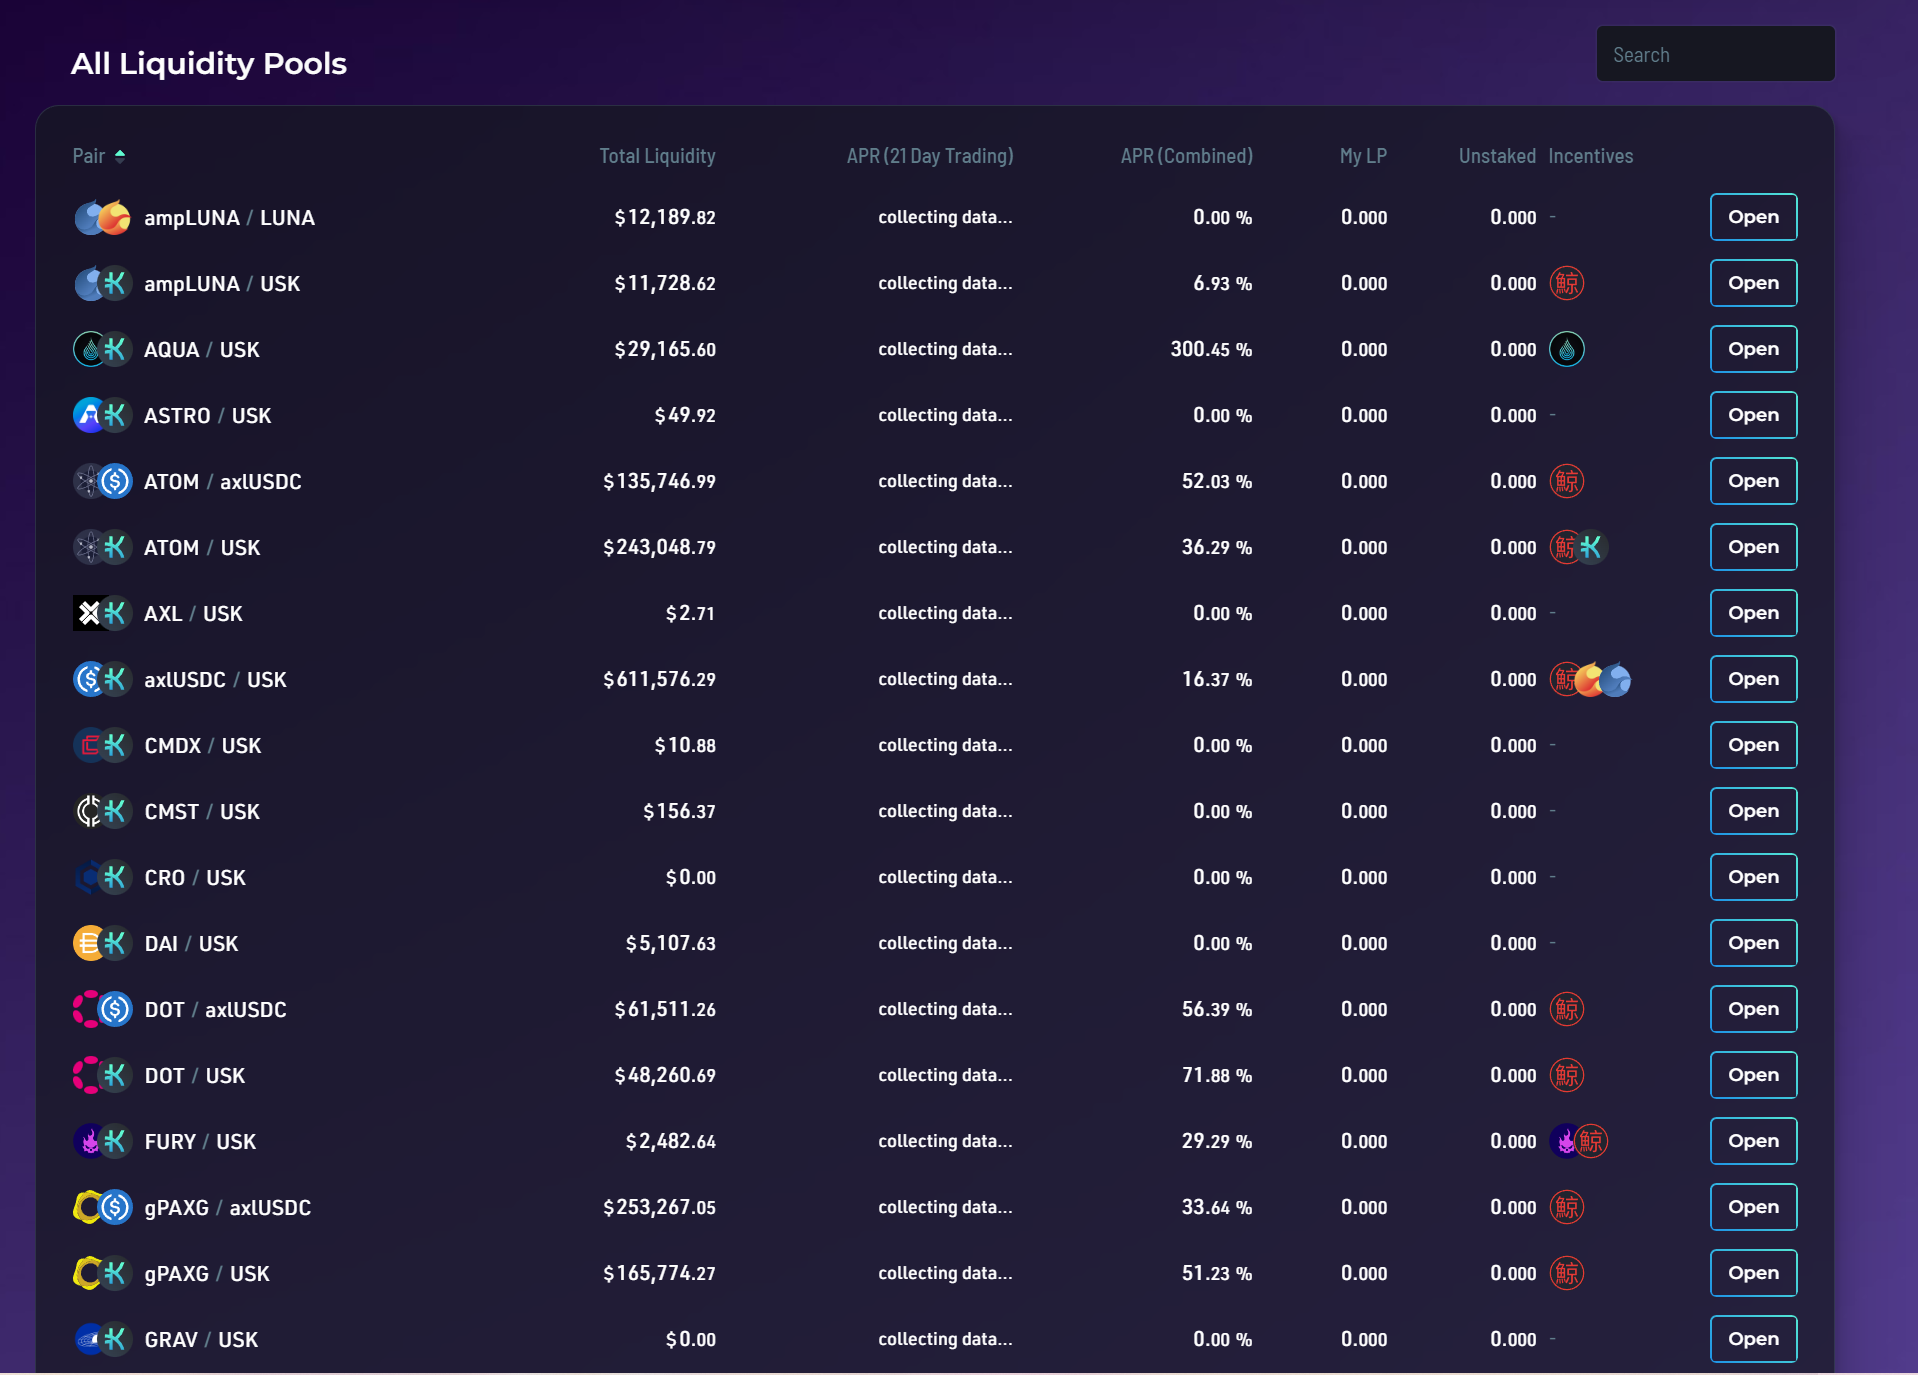 All Liquidity Pools
Search
Pair Total Liquidity APR (21 Day Trading) APR (Combined) My LP Unstaked Incentives
ampLUNA / LUNA $12,189.82 collecting data... 0.00 % 0.000 0.000 - Open
ampLUNA / USK $11,728.62 collecting data... 6.93 % 0.000 0.000 鯨 Open
AQUA / USK $29,165.60 collecting data... 300.45 % 0.000 0.000 Open
ASTRO / USK $49.92 collecting data... 0.00 % 0.000 0.000 - Open
ATOM / axlUSDC $135,746.99 collecting data... 52.03 % 0.000 0.000 鯨 Open
ATOM / USK $243,048.79 collecting data... 36.29 % 0.000 0.000 鯨 Open
AXL / USK $2.71 collecting data... 0.00 % 0.000 0.000 - Open
axlUSDC / USK $611,576.29 collecting data... 16.37 % 0.000 0.000 鯨 Open
CMDX / USK $10.88 collecting data... 0.00 % 0.000 0.000 - Open
CMST / USK $156.37 collecting data... 0.00 % 0.000 0.000 - Open
CRO / USK $0.00 collecting data... 0.00 % 0.000 0.000 - Open
DAI / USK $5,107.63 collecting data... 0.00 % 0.000 0.000 - Open
DOT / axlUSDC $61,511.26 collecting data... 56.39 % 0.000 0.000 鯨 Open
DOT / USK $48,260.69 collecting data... 71.88 % 0.000 0.000 鯨 Open
FURY / USK $2,482.64 collecting data... 29.29 % 0.000 0.000 鯨 Open
gPAXG / axlUSDC $253,267.05 collecting data... 33.64 % 0.000 0.000 鯨 Open
gPAXG / USK $165,774.27 collecting data... 51.23 % 0.000 0.000 鯨 Open
GRAV / USK $0.00 collecting data... 0.00 % 0.000 0.000 - Open